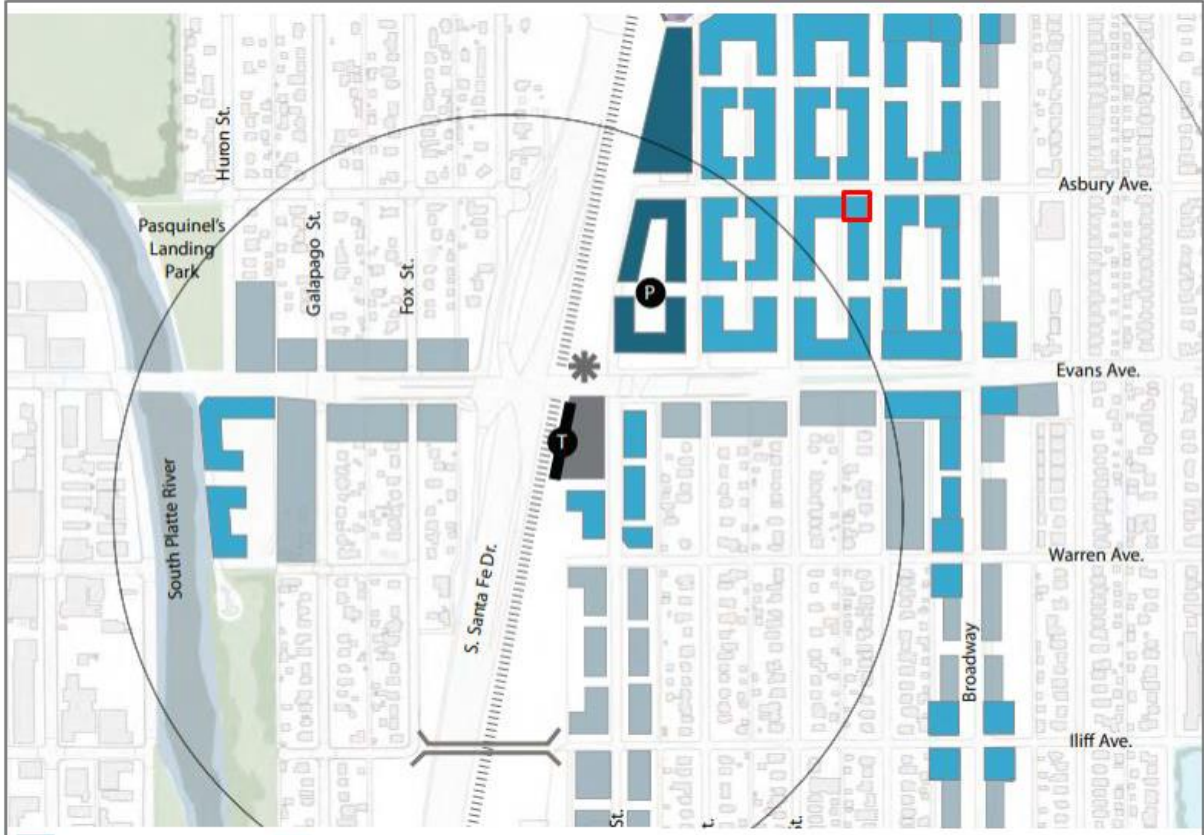 Huron St.
Asbury Ave.
Pasquinel's
Landing
Park
Galapago St.
Fox St.
P
Evans Ave.
T
South Platte River
S. Santa Fe Dr.
Warren Ave.
Broadway
Iliff Ave.
St.
t.
St.